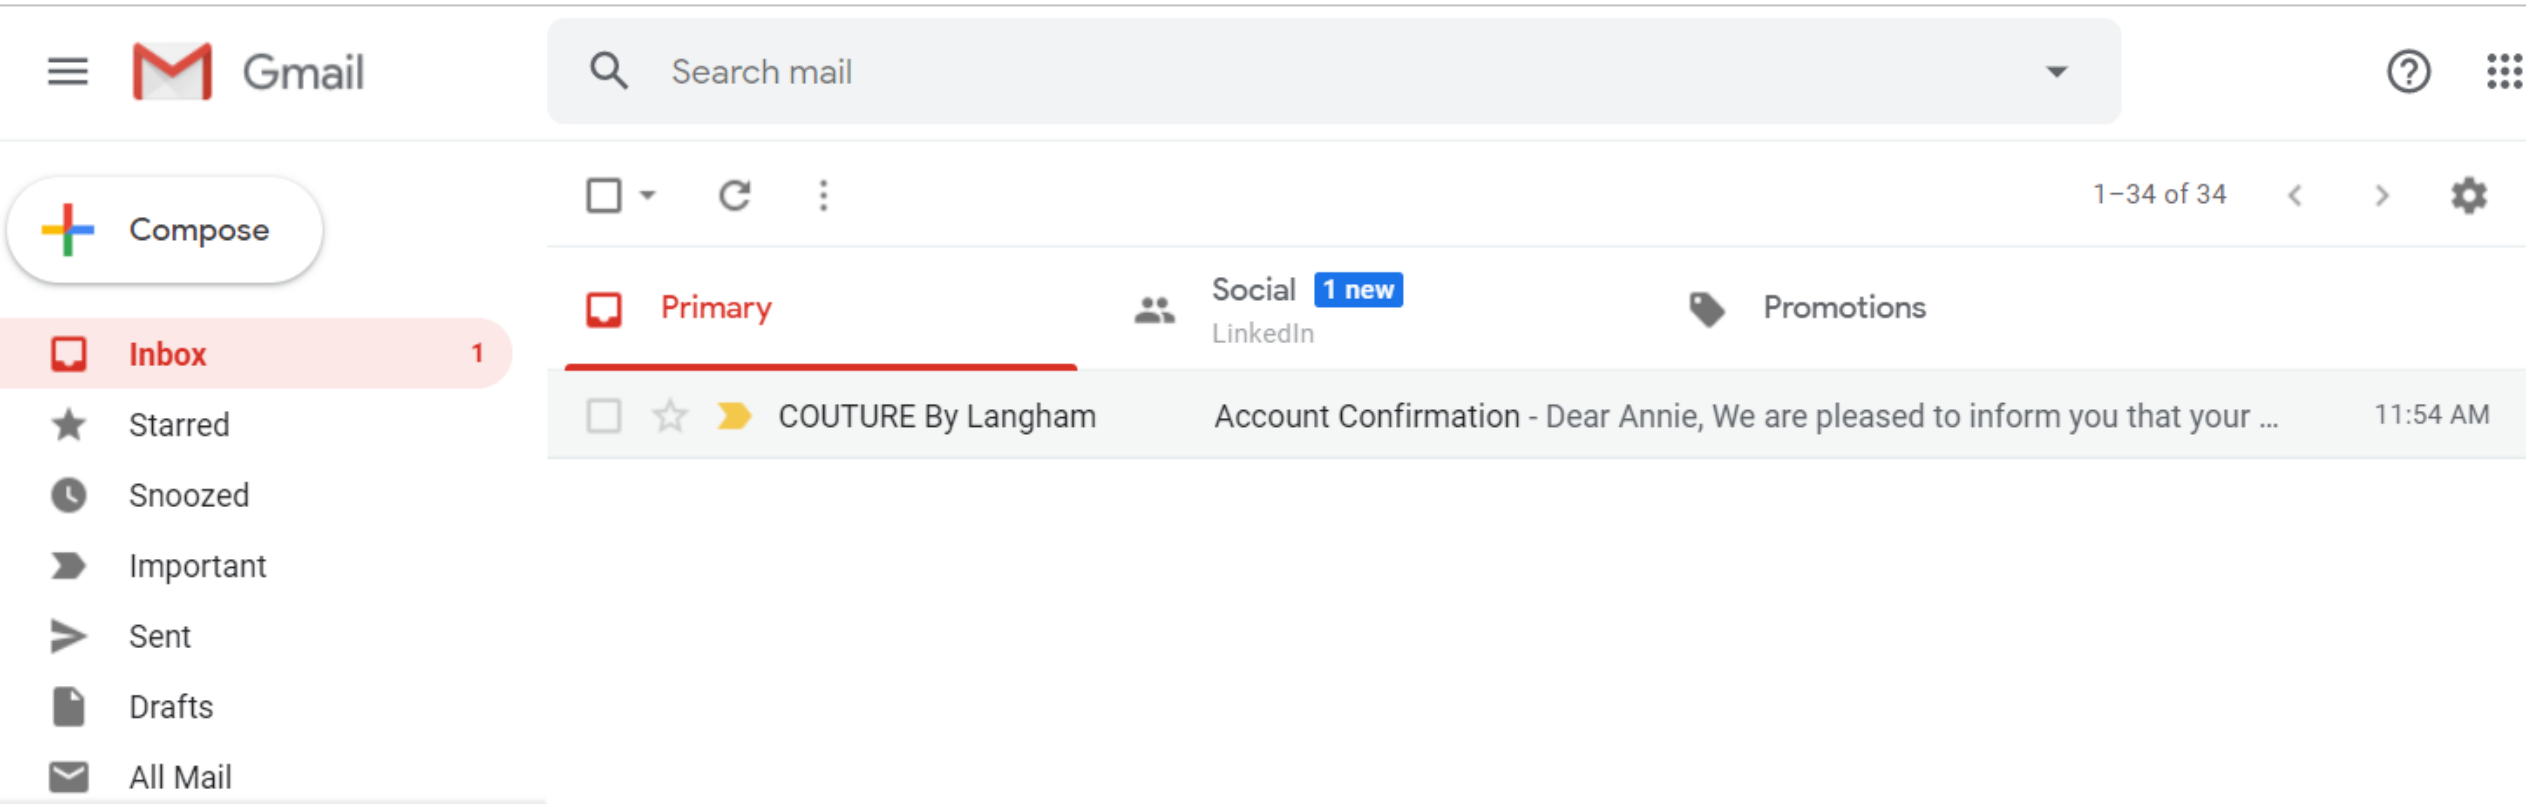 Gmail
Search mail
Compose
1–34 of 34
Primary
Social 1 new
LinkedIn
Promotions
Inbox 1
COUTURE By Langham Account Confirmation - Dear Annie, We are pleased to inform you that your ... 11:54 AM
Starred
Snoozed
Important
Sent
Drafts
All Mail